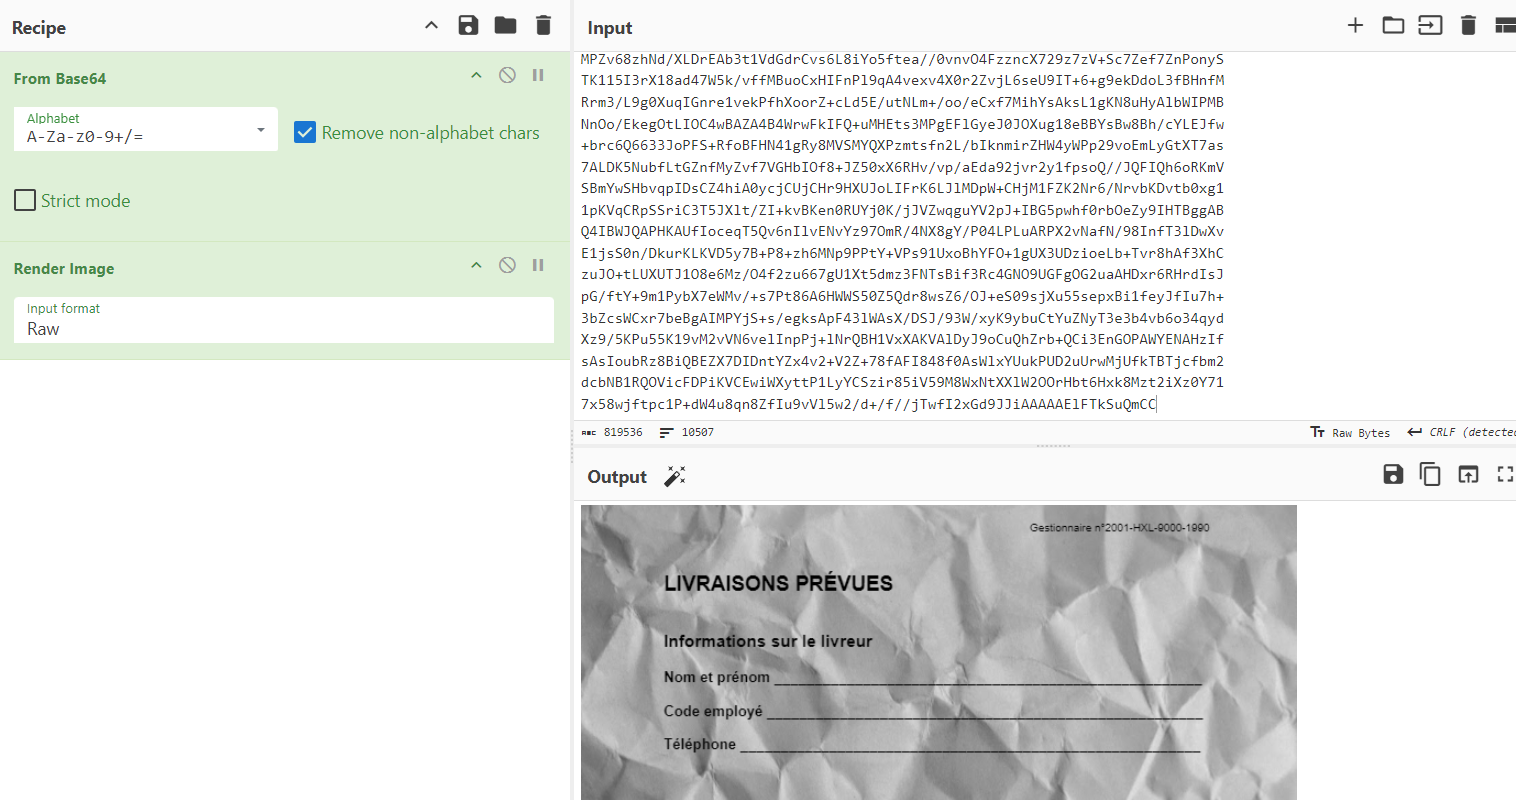 Recipe
From Base64
Alphabet
A-Za-z0-9+/=
Remove non-alphabet chars
Strict mode
Render Image
Input format
Raw
Input
MPZv68zhNd/XLDrEAb3t1VdGdrCvs6L8iYo5ftea//0vnvO4FzzncX729z7zV+Sc7Zef7ZnPonyS
TK115I3rX18ad47W5k/vffMBuoCxHIFnPl9qA4vexv4X0r2ZvjL6seU9IT+6+g9ekDdoL3fBHnfM
Rrm3/L9g0XuqIGnre1vekPfhXoorZ+cLd5E/utNLm+/oo/eCxf7MihYsAksL1gKN8uHyAlbWIPMB
NnOo/EkegOtLIOC4wBAZA4B4WrwFkIFQ+uMHEts3MPgEFlGyeJ0JOXug18eBBYsBw8Bh/cYLEJfw
+brc6Q6633JoPFS+RfoBFHN41gRy8MVSMYQXPzmtsfn2L/bIknmirZHW4yWPp29voEmLyGtXT7as
7ALDK5NubfLtGZnfMyZvf7VGHbIOf8+JZ50xX6RHv/vp/aEda92jvr2y1fpsoQ//JQFIQh6oRKmV
SBmYwSHbvqpIDsCZ4hiA0ycjCUjCHr9HXUJoLIFrK6LJlMDpW+CHjM1FZK2Nr6/NrvbKDvtb0xg1
1pKVqCRpSSriC3T5JXlt/ZI+kvBKen0RUYj0K/jJVZwqguYV2pJ+IBG5pwhf0rbOeZy9IHTBggAB
Q4IBWJQAPHKAUfIoceqT5Qv6nIlvENvYz97OmR/4NX8gY/P04LPLuARPX2vNafN/98InfT3lDwXv
E1jsS0n/DkurKLKVD5y7B+P8+zh6MNp9PPtY+VPs91UxoBhYFO+1gUX3UDzioeLb+Tvr8hAf3XhC
zuJO+tLUXUTJ1O8e6Mz/O4f2zu667gU1Xt5dmz3FNTsBif3Rc4GNO9UGFgOG2uaAHDxr6RHrdIsJ
pG/ftY+9m1PybX7eWMv/+s7Pt86A6HWWS50Z5Qdr8wsZ6/OJ+eS09sjXu55sepxBi1feyJfIu7h+
3bZcsWCxr7beBgAIMPYjS+s/egksApF43lWAsX/DSJ/93W/xyK9ybuCtYuZNyT3e3b4vb6o34qyd
Xz9/5KPu55K19vM2vVN6velInpPj+lNrQBH1VxXAKVAlDyJ9oCuQhZrb+QCi3EnGOPAWYENAHzIf
sAsIoubRz8BiQBEZX7DIDntYZx4v2+V2Z+78fAFI848f0AsWlxYUukPUD2uUrwMjUfkTBTjcfbm2
dcbNB1RQOVicFDPiKVCEwiWXyttP1LyYCSzir85iV59M8WxNtXXlW2OOrHbt6Hxk8Mzt2iXz0Y71
7x58wjftpc1P+dW4u8qn8ZfIu9vVl5w2/d+/f//jTwfI2xGd9JJiAAAAAElFTkSuQmCC
819536 10507 Raw Bytes CRLF
Output
Gestionnaire n°2001-HXL-9000-1990
LIVRAISONS PRÉVUES
Informations sur le livreur
Nom et prénom
Code employé
Téléphone